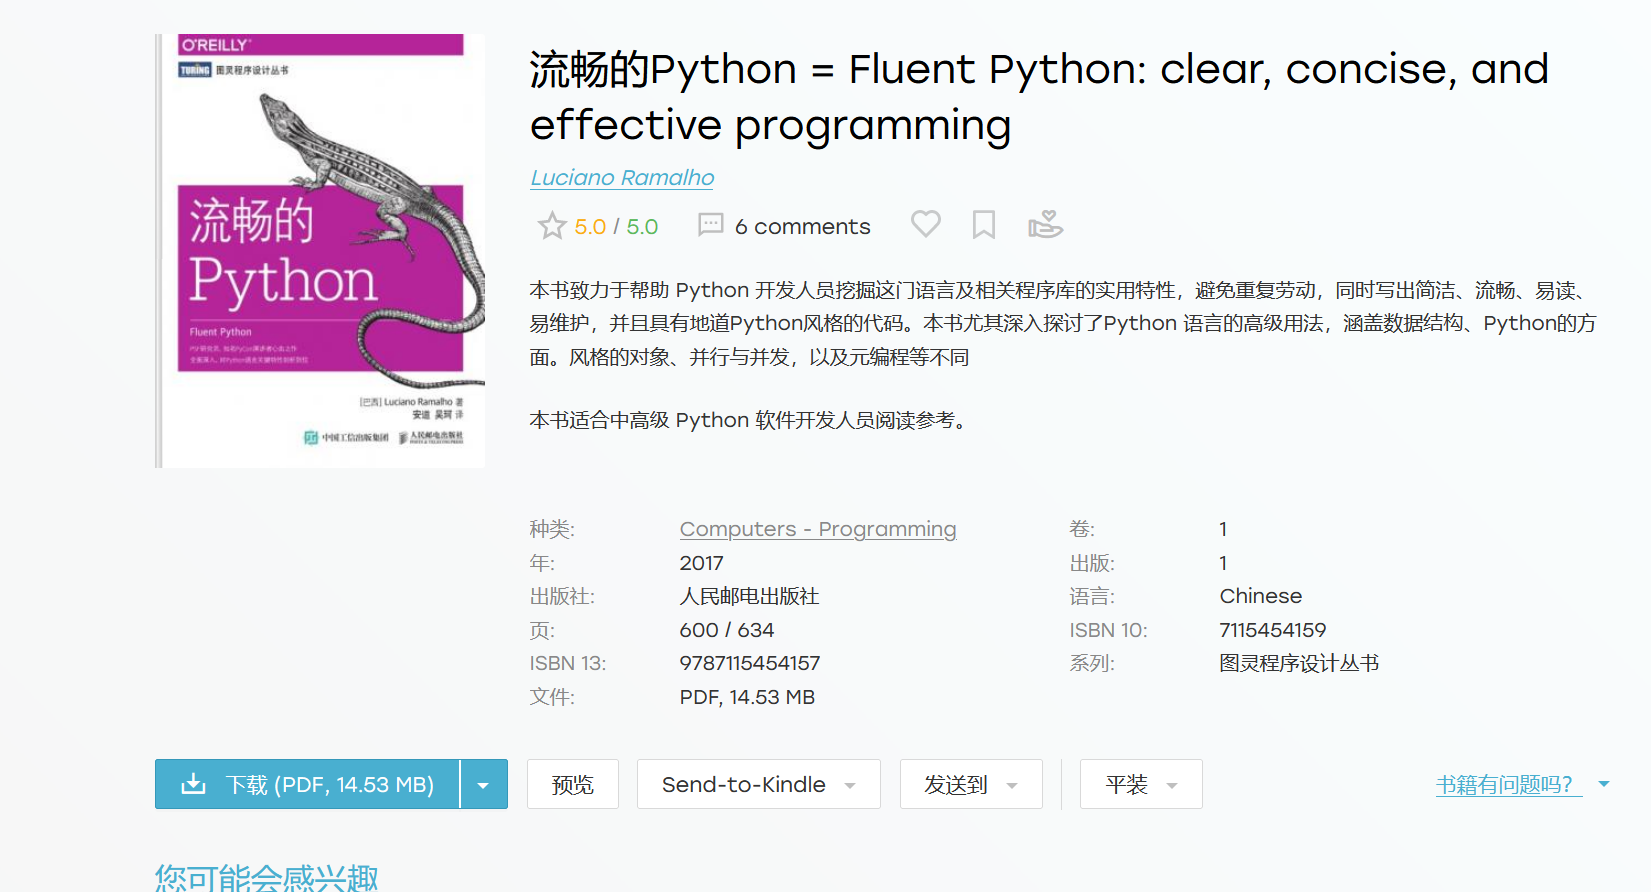 O'REILLY
TURING 图灵程序设计丛书
流畅的
Python
Fluent Python
[巴西] Luciano Ramalho 著
安道 吴珂 译
中国工信出版集团 人民邮电出版社
流畅的Python = Fluent Python: clear, concise, and
effective programming
Luciano Ramalho
5.0 / 5.0 6 comments
本书致力于帮助 Python 开发人员挖掘这门语言及相关程序库的实用特性，避免重复劳动，同时写出简洁、流畅、易读、
易维护，并且具有地道Python风格的代码。本书尤其深入探讨了Python 语言的高级用法，涵盖数据结构、Python的方
面。风格的对象、并行与并发，以及元编程等不同
本书适合中高级 Python 软件开发人员阅读参考。
种类: Computers - Programming 卷: 1
年: 2017 出版: 1
出版社: 人民邮电出版社 语言: Chinese
页: 600 / 634 ISBN 10: 7115454159
ISBN 13: 9787115454157 系列: 图灵程序设计丛书
文件: PDF, 14.53 MB
下载 (PDF, 14.53 MB) 预览 Send-to-Kindle 发送到 平装 书籍有问题吗？
您可能会感兴趣